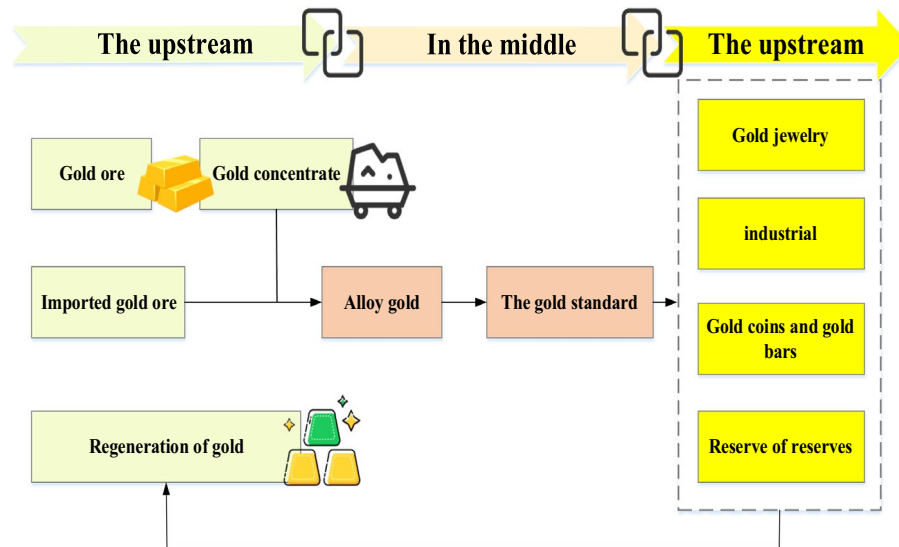 The upstream
In the middle
The upstream
Gold ore
Gold concentrate
Gold jewelry
industrial
Imported gold ore
Alloy gold
The gold standard
Gold coins and gold
bars
Regeneration of gold
Reserve of reserves